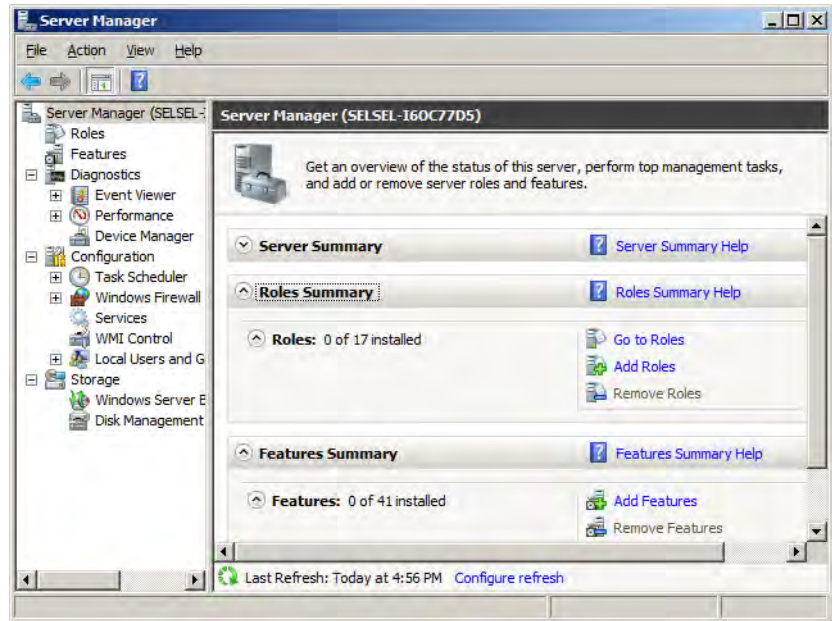 Server Manager
File Action View Help
Server Manager (SELSEL-
Roles
Features
Diagnostics
Event Viewer
Performance
Device Manager
Configuration
Task Scheduler
Windows Firewall
Services
WMI Control
Local Users and G
Storage
Windows Server B
Disk Management
Server Manager (SELSEL-I60C77D5)
Get an overview of the status of this server, perform top management tasks,
and add or remove server roles and features.
Server Summary
Server Summary Help
Roles Summary
Roles Summary Help
Roles: 0 of 17 installed
Go to Roles
Add Roles
Remove Roles
Features Summary
Features Summary Help
Features: 0 of 41 installed
Add Features
Remove Features
Last Refresh: Today at 4:56 PM Configure refresh